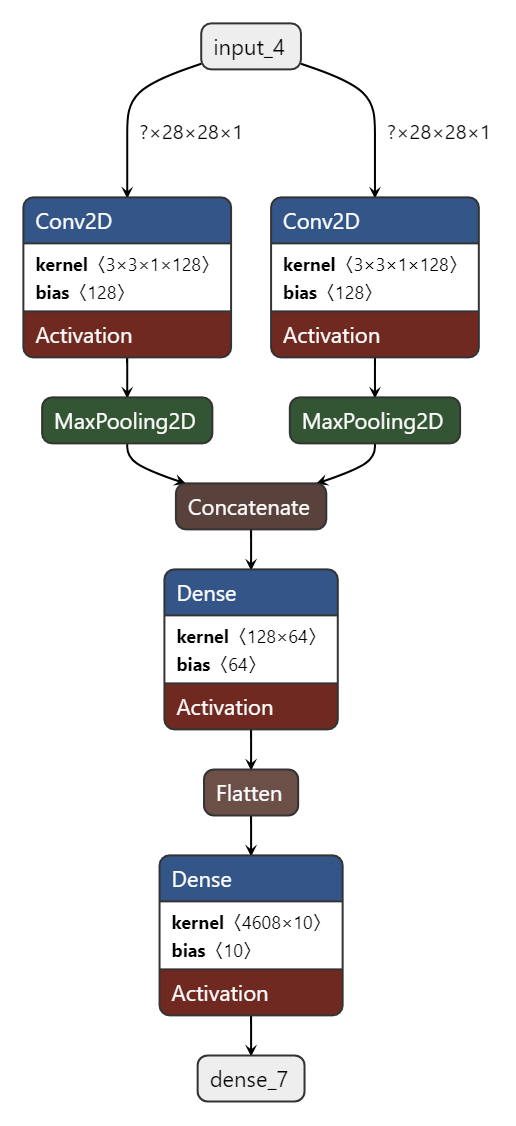 input_4
?×28×28×1
?×28×28×1
Conv2D
kernel〈3×3×1×128〉
bias〈128〉
Activation
Conv2D
kernel〈3×3×1×128〉
bias〈128〉
Activation
MaxPooling2D
MaxPooling2D
Concatenate
Dense
kernel〈128×64〉
bias〈64〉
Activation
Flatten
Dense
kernel〈4608×10〉
bias〈10〉
Activation
dense_7